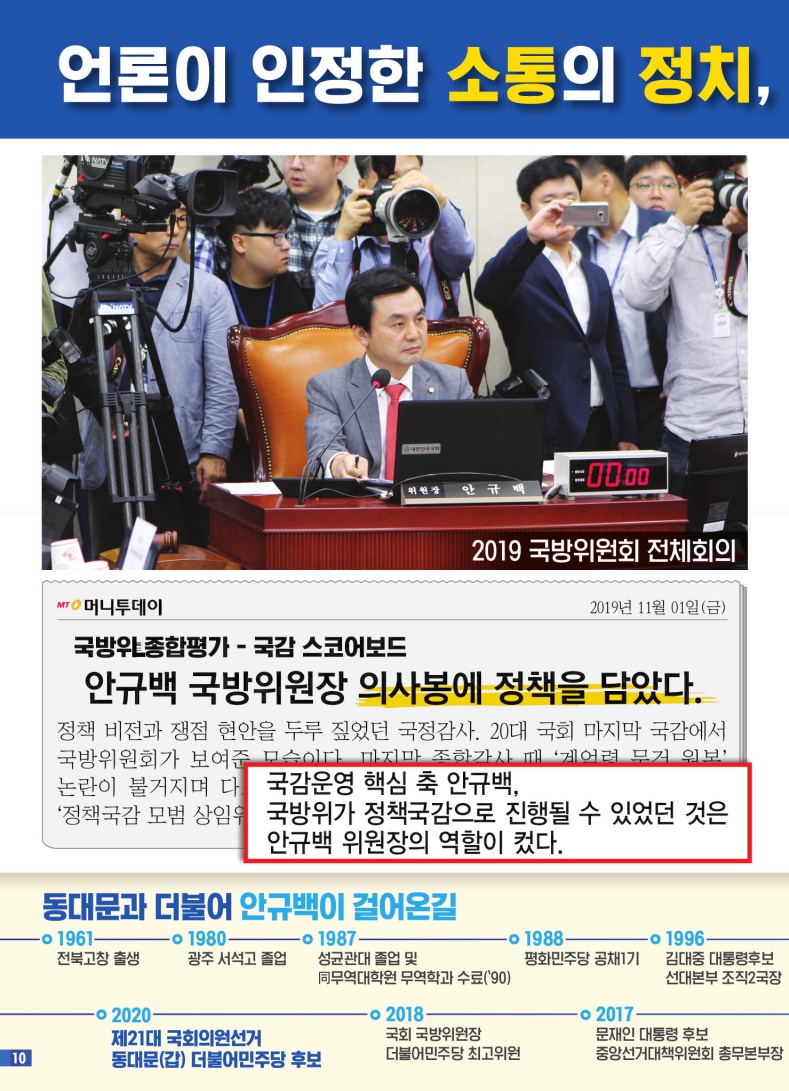 언론이 인정한 소통의 정치,
NATV
대한민국국회
위원장 안규백
00:00
2019 국방위원회 전체회의
MT 머니투데이
2019년 11월 01일(금)
국방위 종합평가 - 국감 스코어보드
안규백 국방위원장 의사봉에 정책을 담았다.
정책 비전과 쟁점 현안을 두루 짚었던 국정감사. 20대 국회 마지막 국감에서
국방위원회가 보여준 모습이다. 마지막 종합감사 때 ‘계엄령 문건 원본’
논란이 불거지며
‘정책국감 모범
국감운영 핵심 축 안규백,
국방위가 정책국감으로 진행될 수 있었던 것은
안규백 위원장의 역할이 컸다.
동대문과 더불어 안규백이 걸어온길
1961
전북고창 출생
1980
광주 서석고 졸업
1987
성균관대 졸업 및
同무역대학원 무역학과 수료('90)
1988
평화민주당 공채1기
1996
김대중 대통령후보
선대본부 조직2국장
2020
제21대 국회의원선거
동대문(갑) 더불어민주당 후보
2018
국회 국방위원장
더불어민주당 최고위원
2017
문재인 대통령 후보
중앙선거대책위원회 총무본부장
10